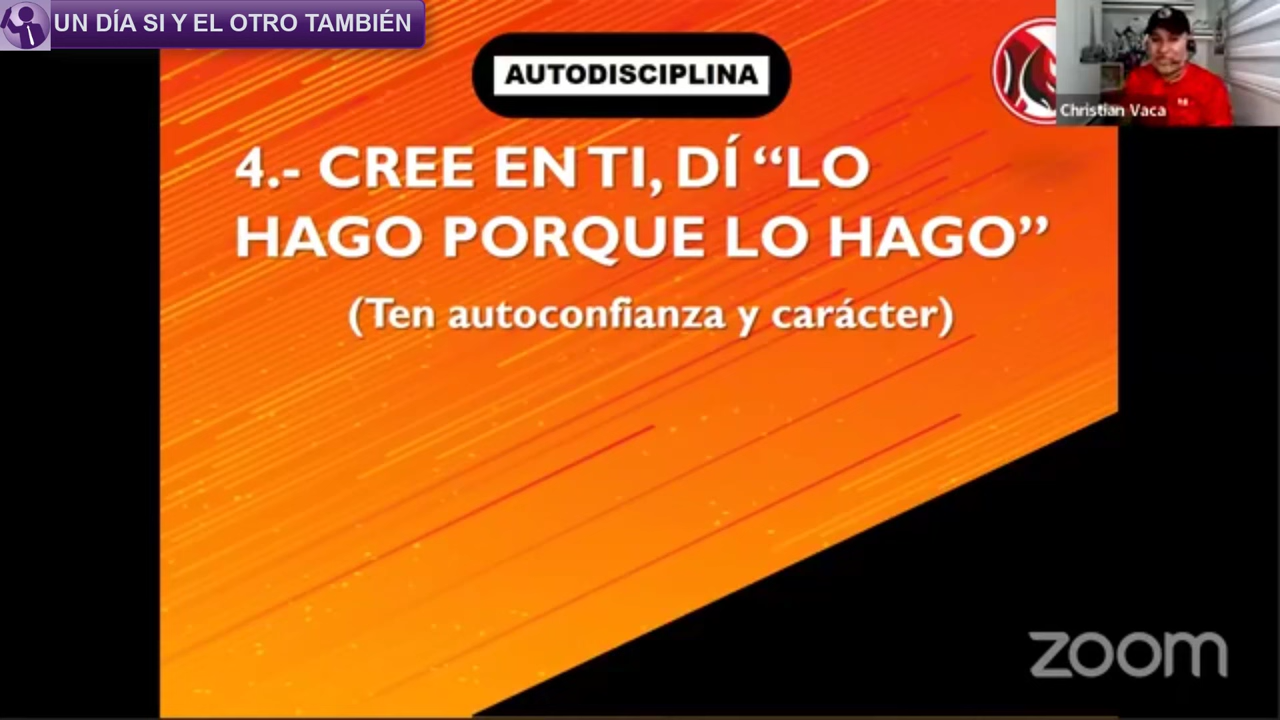 UN DÍA SI Y EL OTRO TAMBIÉN
AUTODISCIPLINA
Christian Vaca
4.- CREE EN TI, DÍ “LO
HAGO PORQUE LO HAGO”
(Ten autoconfianza y carácter)
zoom